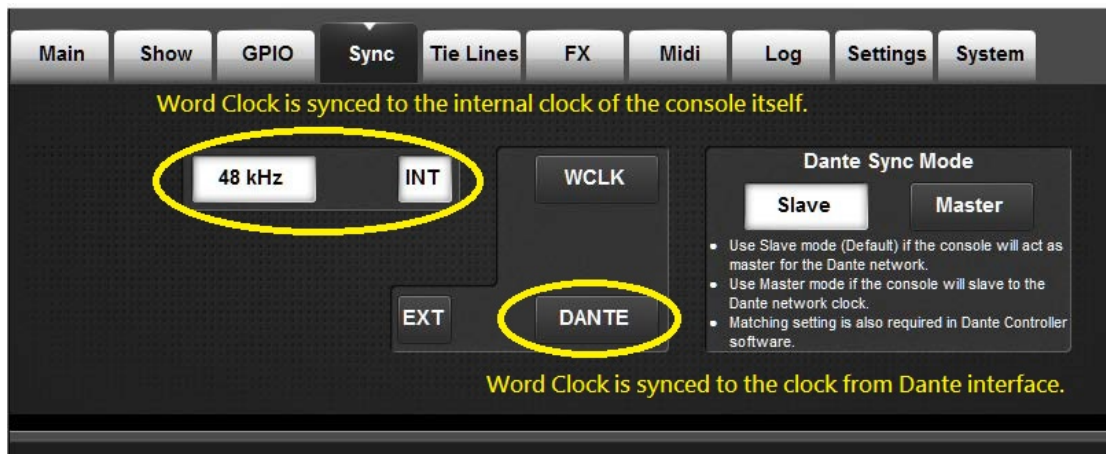 Main Show GPIO Sync Tie Lines FX Midi Log Settings System
Word Clock is synced to the internal clock of the console itself.
48 kHz INT WCLK
EXT DANTE
Dante Sync Mode
Slave Master
• Use Slave mode (Default) if the console will act as
master for the Dante network.
• Use Master mode if the console will slave to the
Dante network clock.
• Matching setting is also required in Dante Controller
software.
Word Clock is synced to the clock from Dante interface.